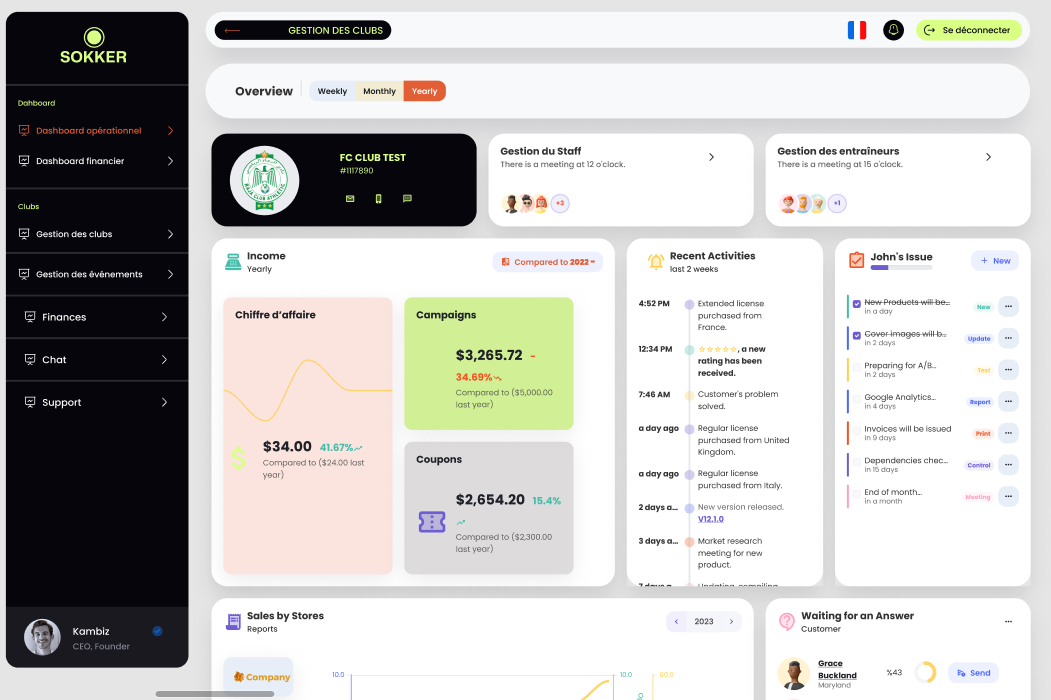 SOKKER
Dahboard
Dashboard opérationnel
Dashboard financier
Clubs
Gestion des clubs
Gestion des événements
Finances
Chat
Support
Kambiz
CEO, Founder
GESTION DES CLUBS
Se déconnecter
Overview
Weekly
Monthly
Yearly
FC CLUB TEST
#1117890
RAJA CLUB ATHLETIC
Gestion du Staff
There is a meeting at 12 o'clock.
+3
Gestion des entraîneurs
There is a meeting at 15 o'clock.
+1
Income
Yearly
Compared to 2022
Chiffre d'affaire
$
$34.00 41.67%
Compared to ($24.00 last
year)
Campaigns
$3,265.72 -
34.69%
Compared to ($5,000.00
last year)
Coupons
$2,654.20 15.4%
Compared to ($2,300.00
last year)
Recent Activities
last 2 weeks
4:52 PM
Extended license
purchased from
France.
12:34 PM
☆☆☆☆☆, a new
rating has been
received.
7:46 AM
Customer's problem
solved.
a day ago
Regular license
purchased from United
Kingdom.
a day ago
Regular license
purchased from Italy.
2 days a...
New version released.
V12.1.0
3 days a...
Market research
meeting for new
product.
7 days a...
Updating, compiling
John's Issue
+ New
New Products will be...
in a day
New
Cover images will b...
in 2 days
Update
Preparing for A/B...
in 2 days
Test
Google Analytics...
in 4 days
Report
Invoices will be issued
in 9 days
Print
Dependencies chec...
in 15 days
Control
End of month...
in a month
Meeting
Sales by Stores
Reports
2023
Company
10.0
10.0
60.0
Waiting for an Answer
Customer
Grace
Buckland
Maryland
%43
Send